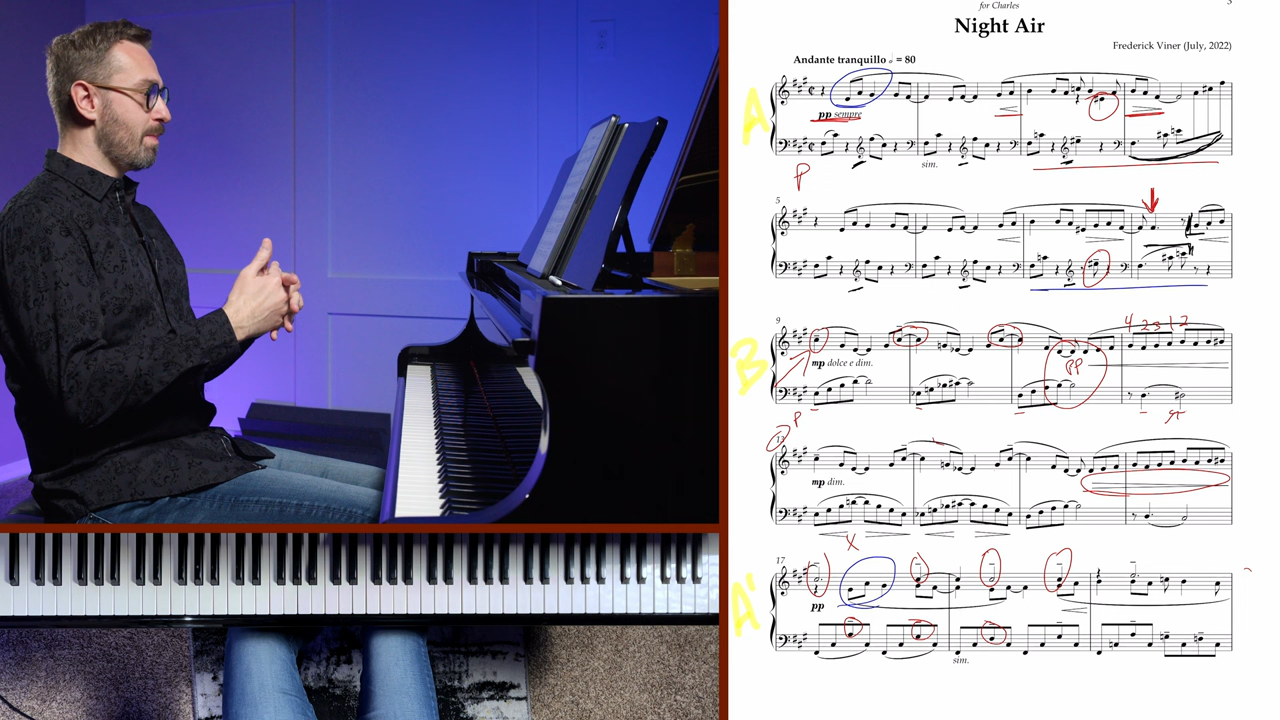 for Charles
3
Night Air
Frederick Viner (July, 2022)
Andante tranquillo = 80
A
pp sempre
P
sim.
5
9
4 2 3 1 2
B
mp dolce e dim.
pp
P
13
mp dim.
X
17
A'
pp
sim.